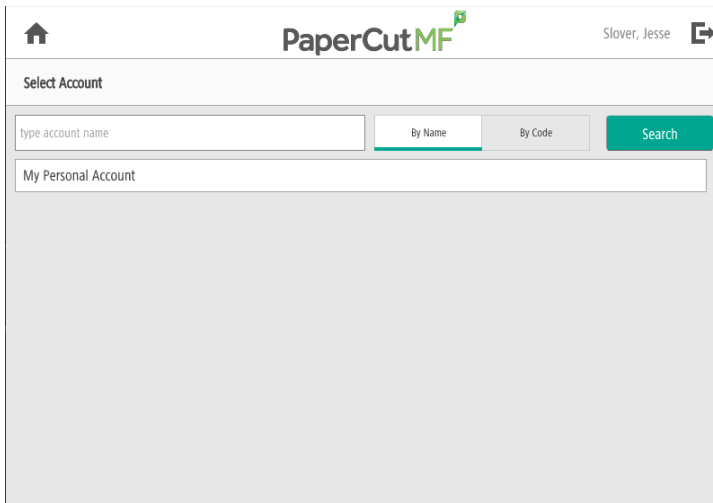 PaperCutMF
Slover, Jesse
Select Account
type account name
By Name
By Code
Search
My Personal Account